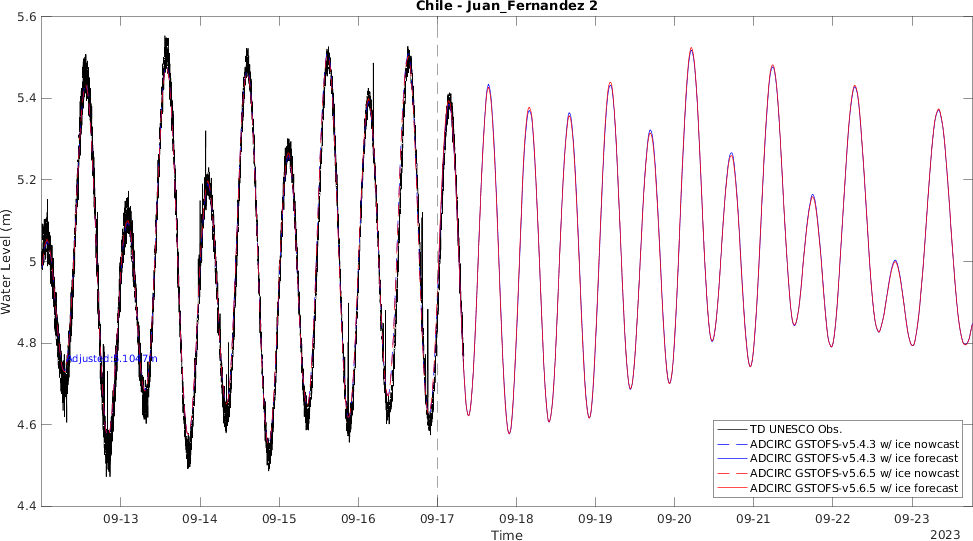 Chile - Juan_Fernandez 2
5.6
5.4
5.2
5
4.8
4.6
4.4
Water Level (m)
Adjusted:5.1047m
TD UNESCO Obs.
ADCIRC GSTOFS-v5.4.3 w/ ice nowcast
ADCIRC GSTOFS-v5.4.3 w/ ice forecast
ADCIRC GSTOFS-v5.6.5 w/ ice nowcast
ADCIRC GSTOFS-v5.6.5 w/ ice forecast
09-13 09-14 09-15 09-16 09-17 09-18 09-19 09-20 09-21 09-22 09-23
Time
2023